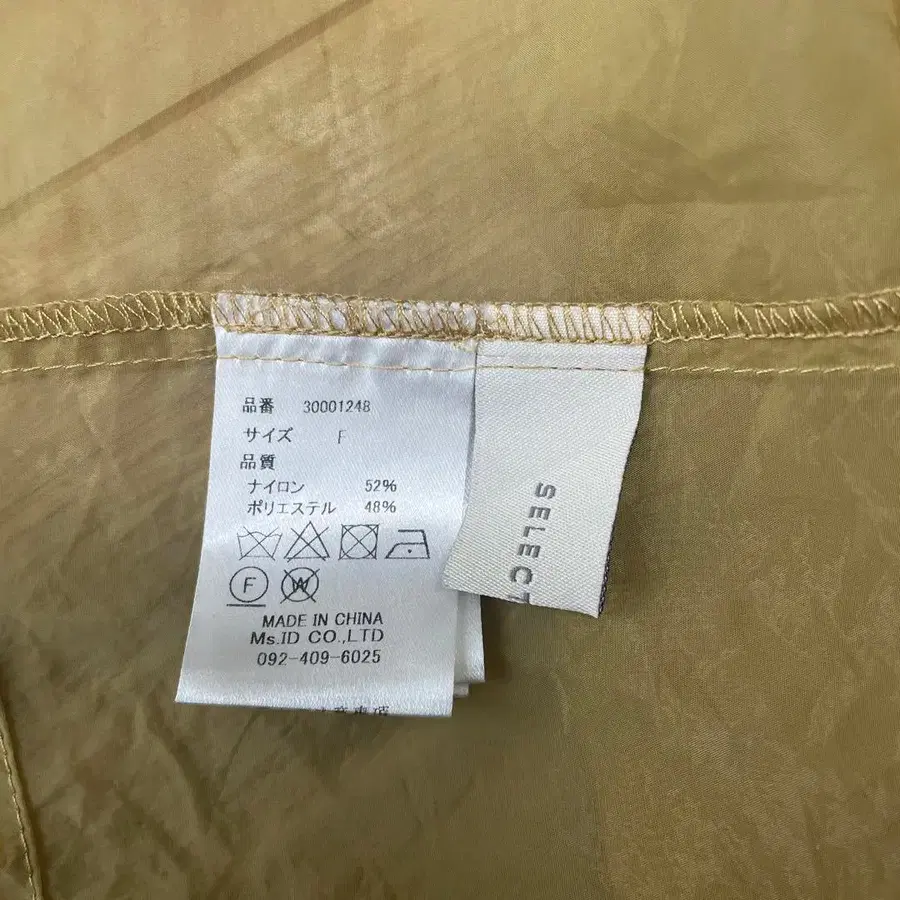 品番 30001248
サイズ F
品質
ナイロン 52%
ポリエステル 48%
F
W
MADE IN CHINA
Ms.ID CO.,LTD
092-409-6025
SELECT